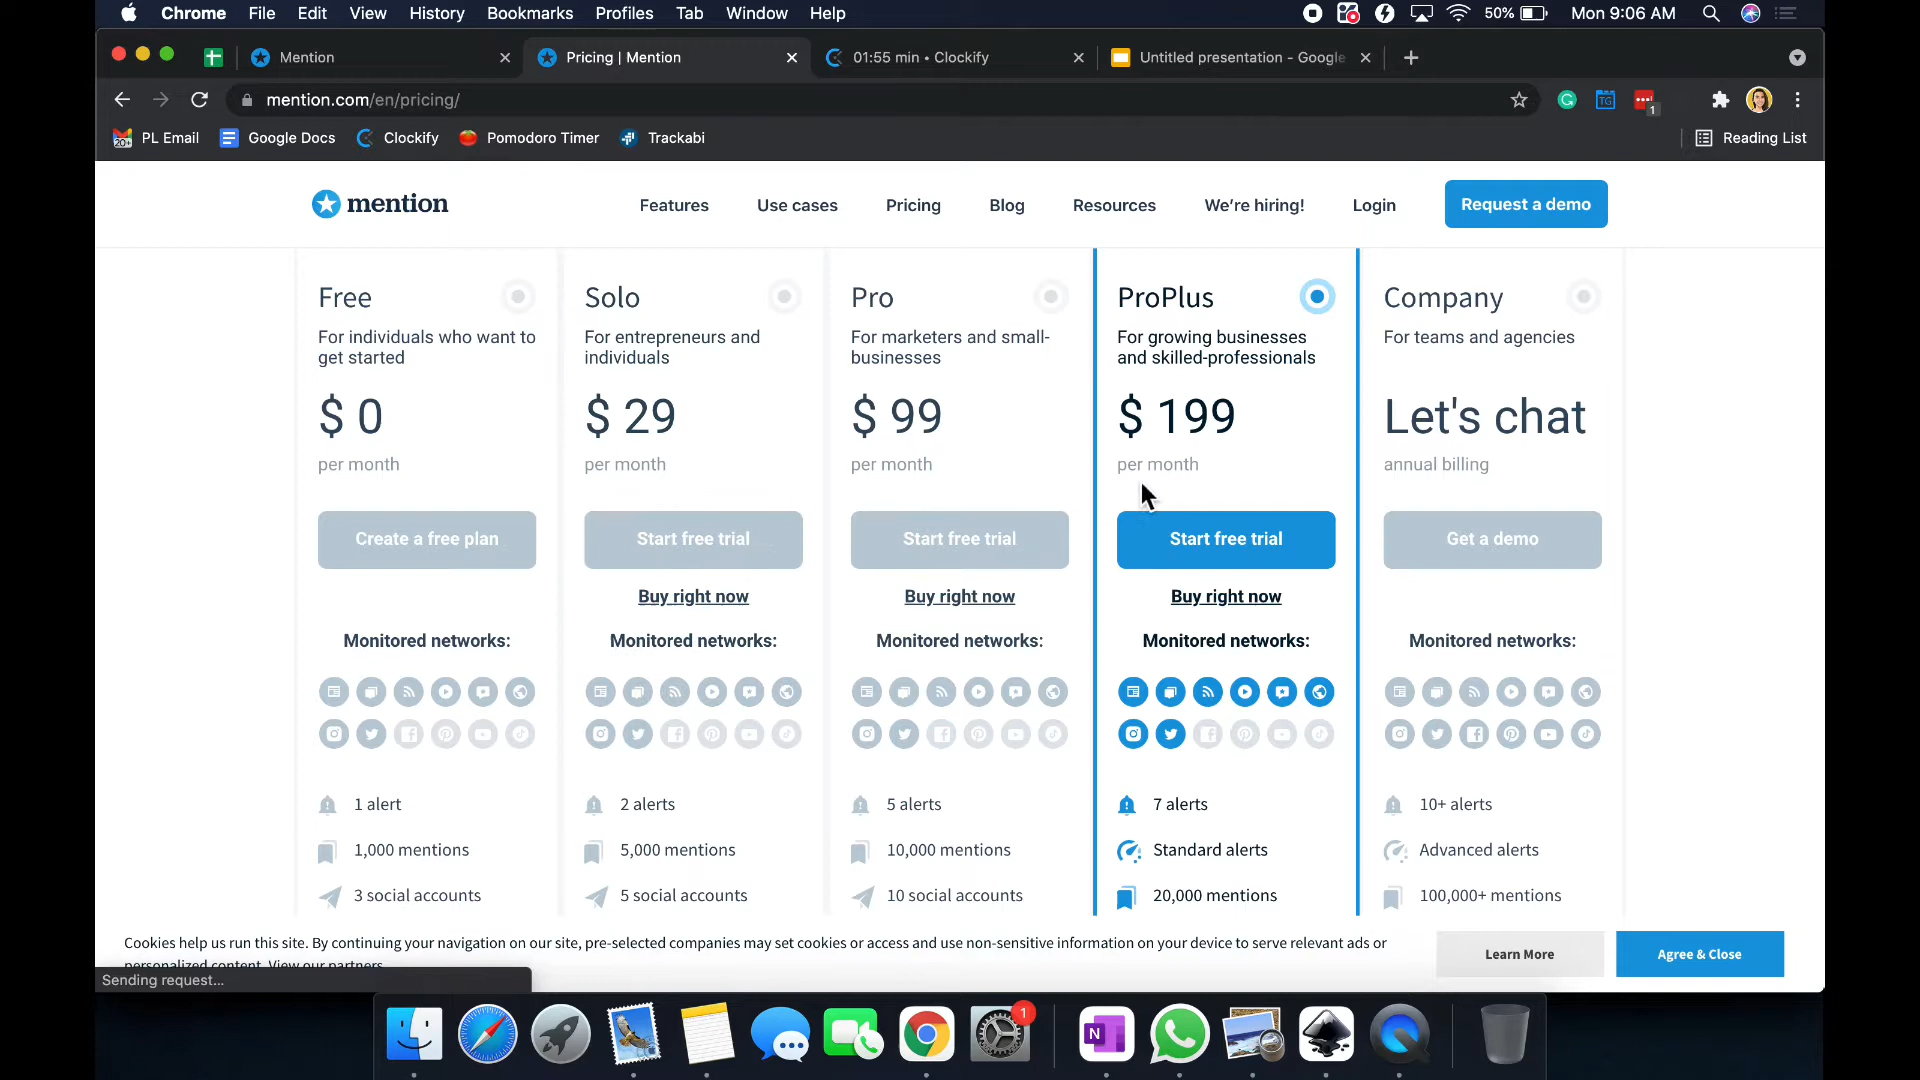 Chrome File Edit View History Bookmarks Profiles Tab Window Help 50% Mon 9:06 AM
Mention Pricing | Mention 01:55 min • Clockify Untitled presentation - Google
mention.com/en/pricing/ TG 1
20+ PL Email Google Docs Clockify Pomodoro Timer Trackabi Reading List
mention Features Use cases Pricing Blog Resources We're hiring! Login Request a demo
Free Solo Pro ProPlus Company
For individuals who want to For entrepreneurs and For marketers and small- For growing businesses For teams and agencies
get started individuals businesses and skilled-professionals
$ 0 $ 29 $ 99 $ 199 Let's chat
per month per month per month per month annual billing
Create a free plan Start free trial Start free trial Start free trial Get a demo
Buy right now Buy right now Buy right now
Monitored networks: Monitored networks: Monitored networks: Monitored networks: Monitored networks:
1 alert 2 alerts 5 alerts 7 alerts 10+ alerts
1,000 mentions 5,000 mentions 10,000 mentions Standard alerts Advanced alerts
3 social accounts 5 social accounts 10 social accounts 20,000 mentions 100,000+ mentions
Cookies help us run this site. By continuing your navigation on our site, pre-selected companies may set cookies or access and use non-sensitive information on your device to serve relevant ads or
personalized content. View our partners.
Learn More Agree & Close
Sending request...
1
N